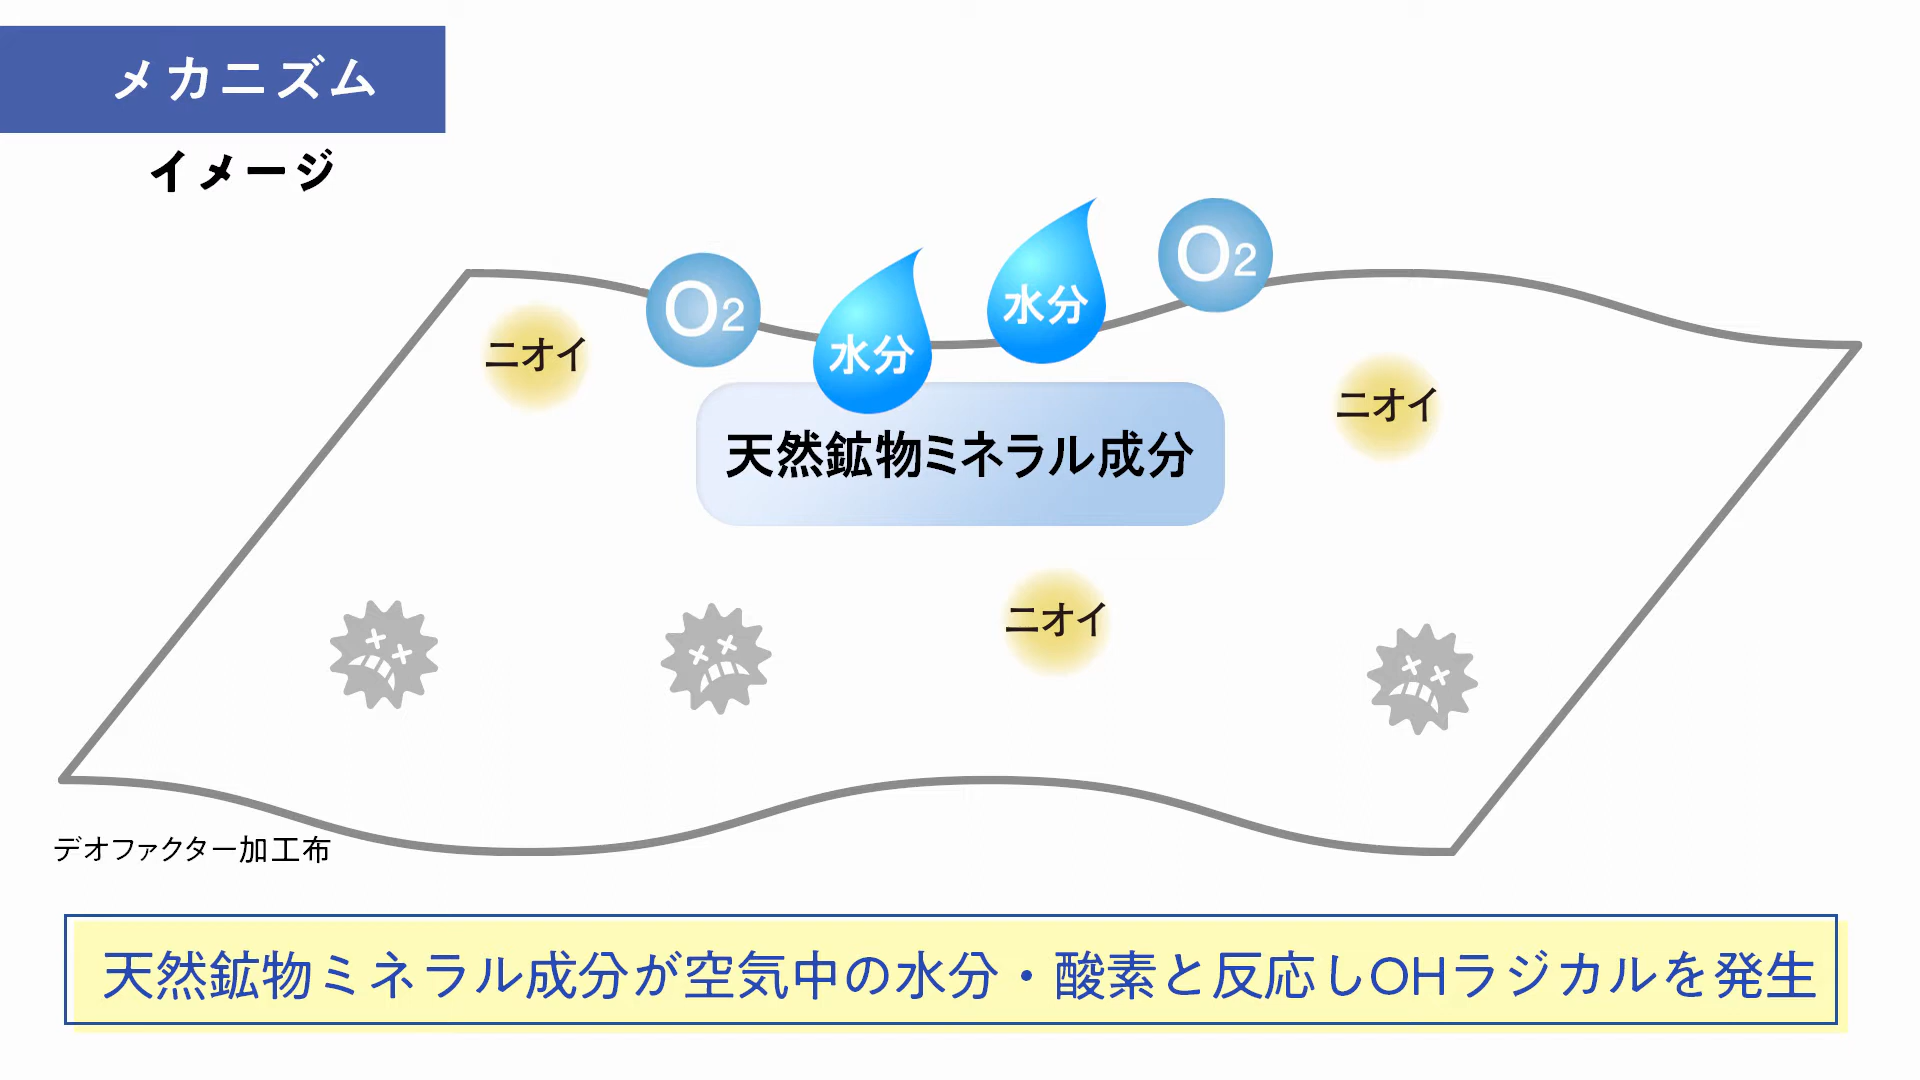 メカニズム
イメージ
O2
水分
水分
O2
ニオイ
ニオイ
天然鉱物ミネラル成分
ニオイ
デオファクター加工布
天然鉱物ミネラル成分が空気中の水分・酸素と反応しOHラジカルを発生